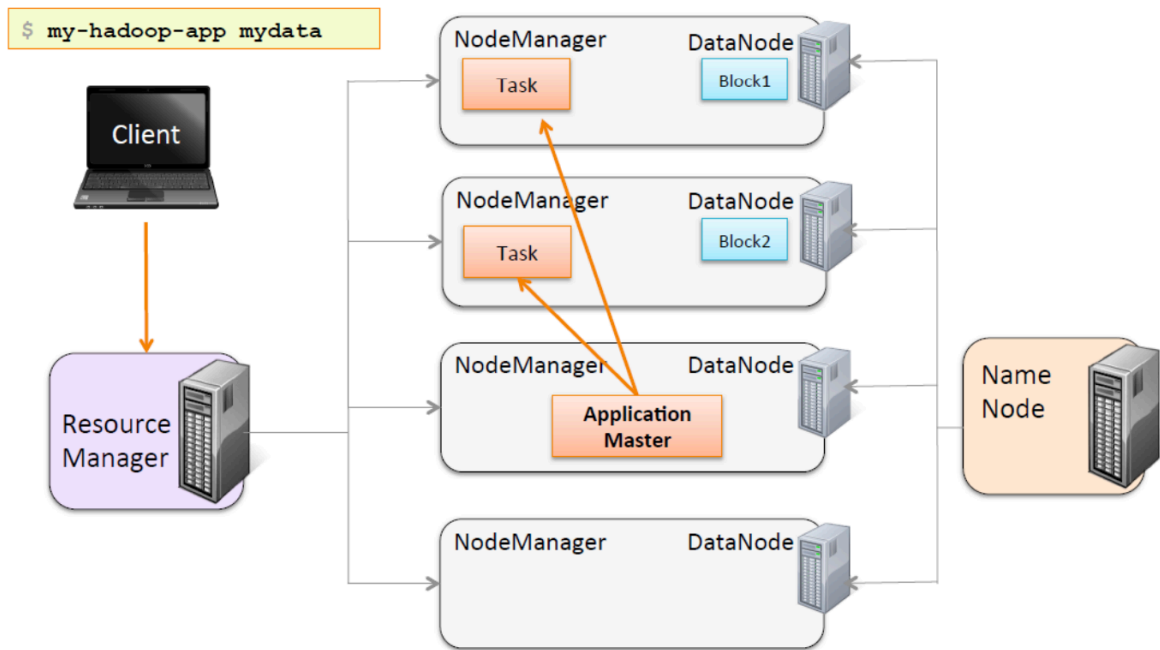 $ my-hadoop-app mydata
Client
Resource
Manager
NodeManager
DataNode
Task
Block1
NodeManager
DataNode
Task
Block2
NodeManager
DataNode
Application
Master
NodeManager
DataNode
Name
Node